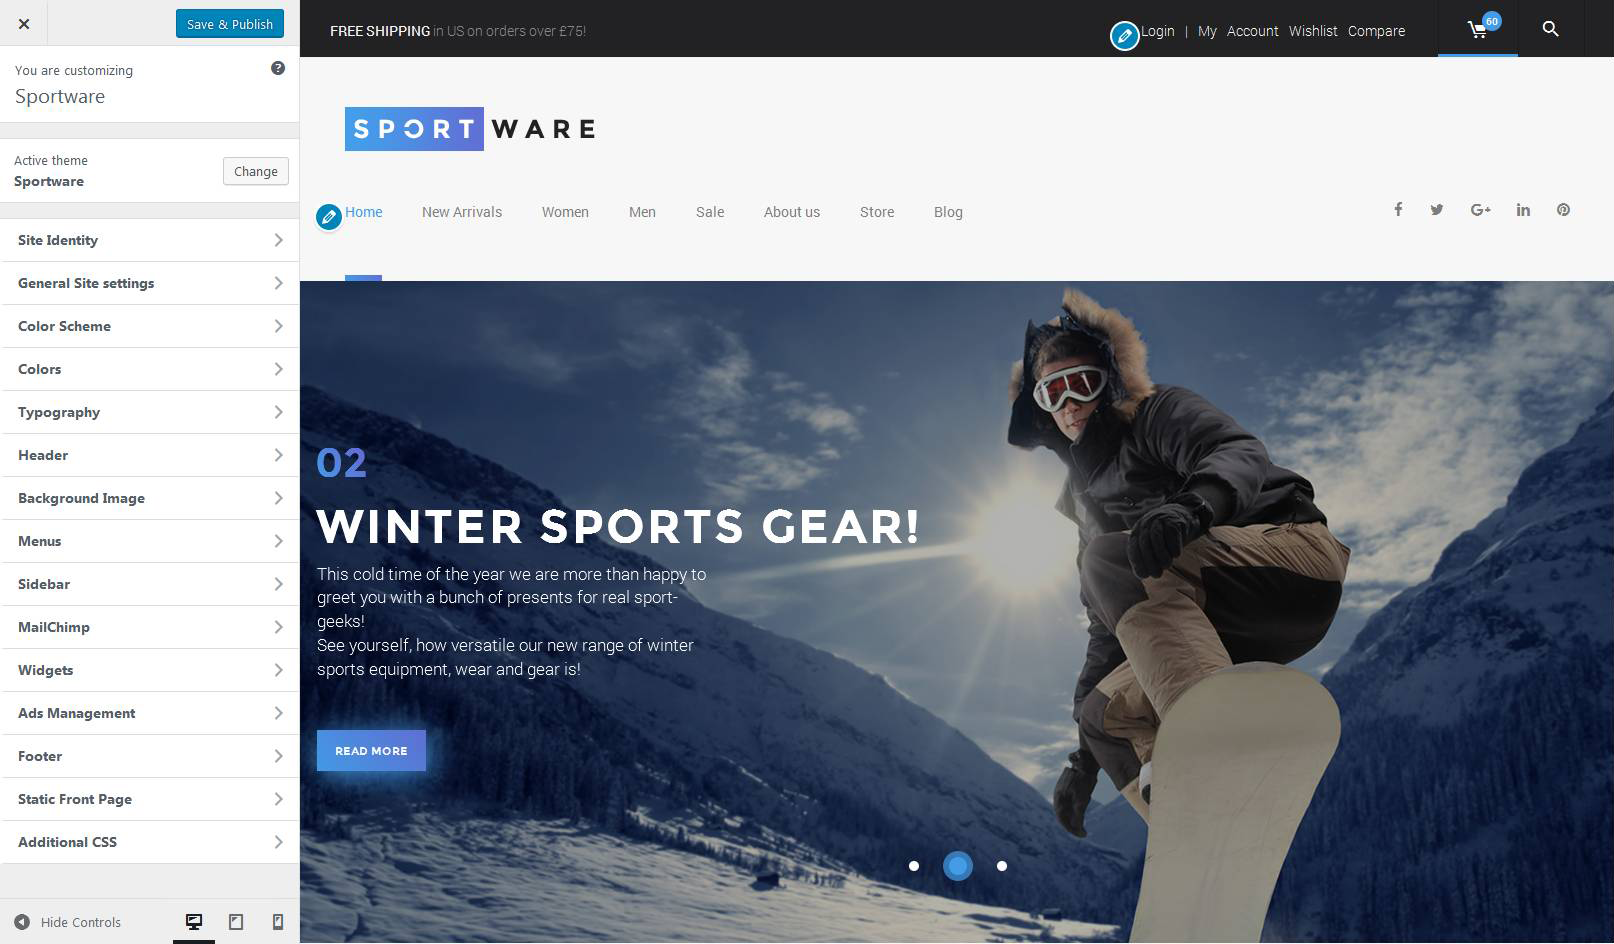 Save & Publish
You are customizing
Sportware
Active theme
Sportware
Change
Site Identity
General Site settings
Color Scheme
Colors
Typography
Header
Background Image
Menus
Sidebar
MailChimp
Widgets
Ads Management
Footer
Static Front Page
Additional CSS
Hide Controls
FREE SHIPPING in US on orders over £75!
Login | My Account Wishlist Compare
60
SPORTWARE
Home New Arrivals Women Men Sale About us Store Blog
02
WINTER SPORTS GEAR!
This cold time of the year we are more than happy to
greet you with a bunch of presents for real sport-
geeks!
See yourself, how versatile our new range of winter
sports equipment, wear and gear is!
READ MORE